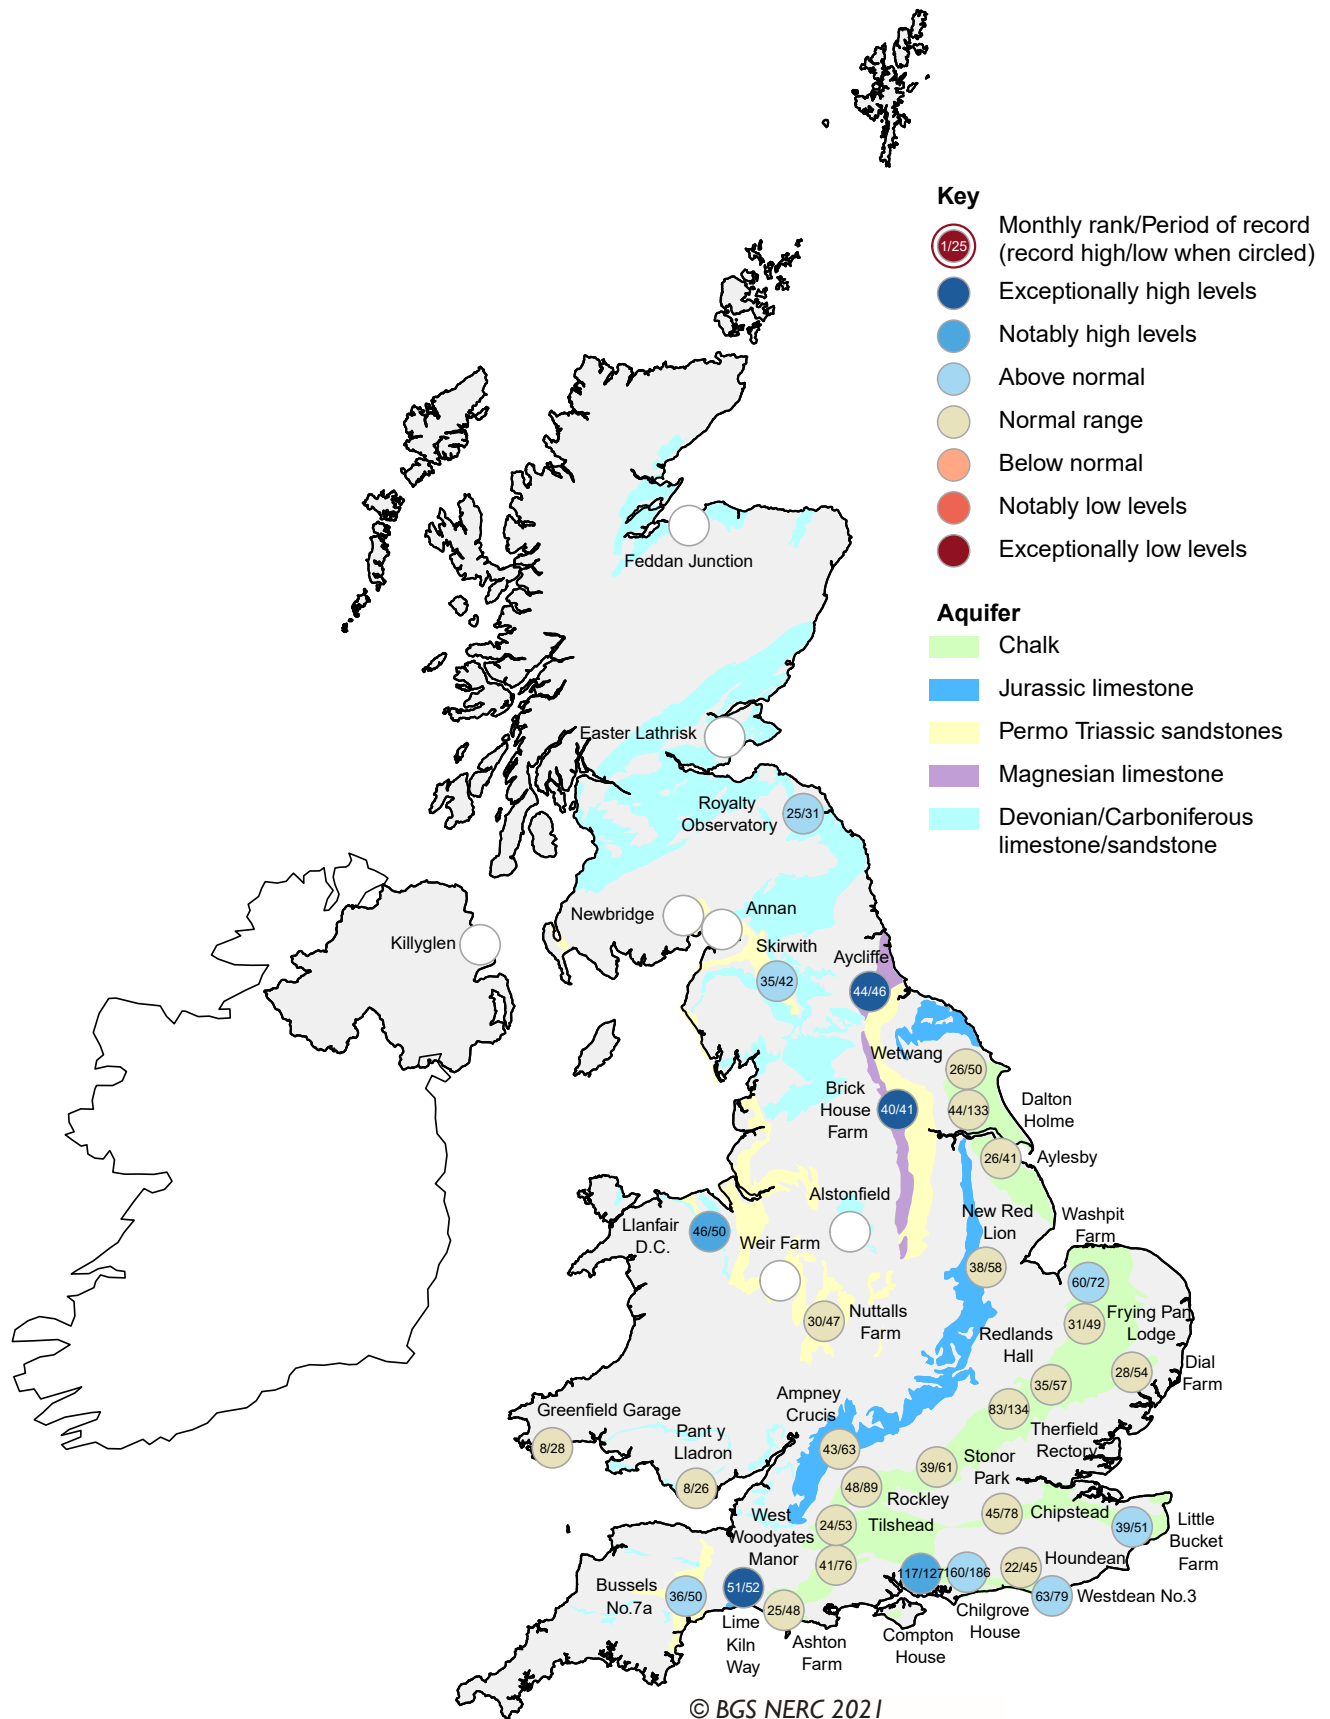 Key
1/25
Monthly rank/Period of record
(record high/low when circled)
Exceptionally high levels
Notably high levels
Above normal
Normal range
Below normal
Notably low levels
Exceptionally low levels
Aquifer
Chalk
Jurassic limestone
Permo Triassic sandstones
Magnesian limestone
Devonian/Carboniferous
limestone/sandstone
Feddan Junction
Easter Lathrisk
Royalty
Observatory
25/31
Newbridge
Annan
Killyglen
Skirwith
35/42
Aycliffe
44/46
Wetwang
26/50
Brick
House
Farm
40/41
44/133
Dalton
Holme
26/41
Aylesby
Alstonfield
Llanfair
D.C.
46/50
Weir Farm
New Red
Lion
38/58
Washpit
Farm
60/72
30/47
Nuttalls
Farm
31/49
Frying Pan
Lodge
Redlands
Hall
35/57
28/54
Dial
Farm
Ampney
Crucis
43/63
83/134
Therfield
Rectory
Greenfield Garage
8/28
Pant y
Lladron
8/26
39/61
Stonor
Park
48/89
Rockley
West
Woodyates
Manor
24/53
Tilshead
45/78
Chipstead
39/51
Little
Bucket
Farm
41/76
117/127
160/186
22/45
Houndean
Bussels
No.7a
36/50
51/52
Lime
Kiln
Way
25/48
Ashton
Farm
Compton
House
Chilgrove
House
63/79
Westdean No.3
© BGS NERC 2021